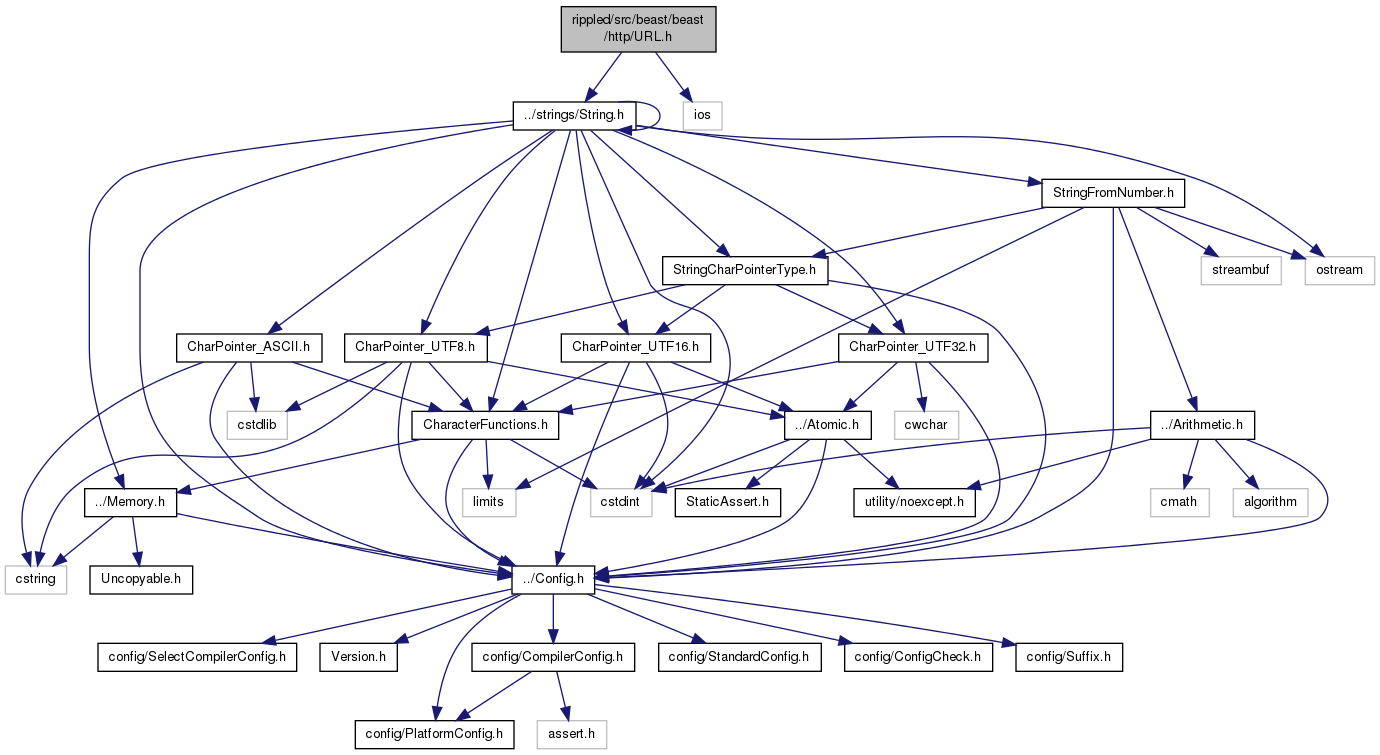 rippled/src/beast/beast
/http/URL.h
../strings/String.h
ios
StringFromNumber.h
StringCharPointerType.h
streambuf
ostream
CharPointer_ASCII.h
CharPointer_UTF8.h
CharPointer_UTF16.h
CharPointer_UTF32.h
cstdlib
CharacterFunctions.h
../Atomic.h
cwchar
../Arithmetic.h
../Memory.h
limits
cstdint
StaticAssert.h
utility/noexcept.h
cmath
algorithm
cstring
Uncopyable.h
../Config.h
config/SelectCompilerConfig.h
Version.h
config/CompilerConfig.h
config/StandardConfig.h
config/ConfigCheck.h
config/Suffix.h
config/PlatformConfig.h
assert.h